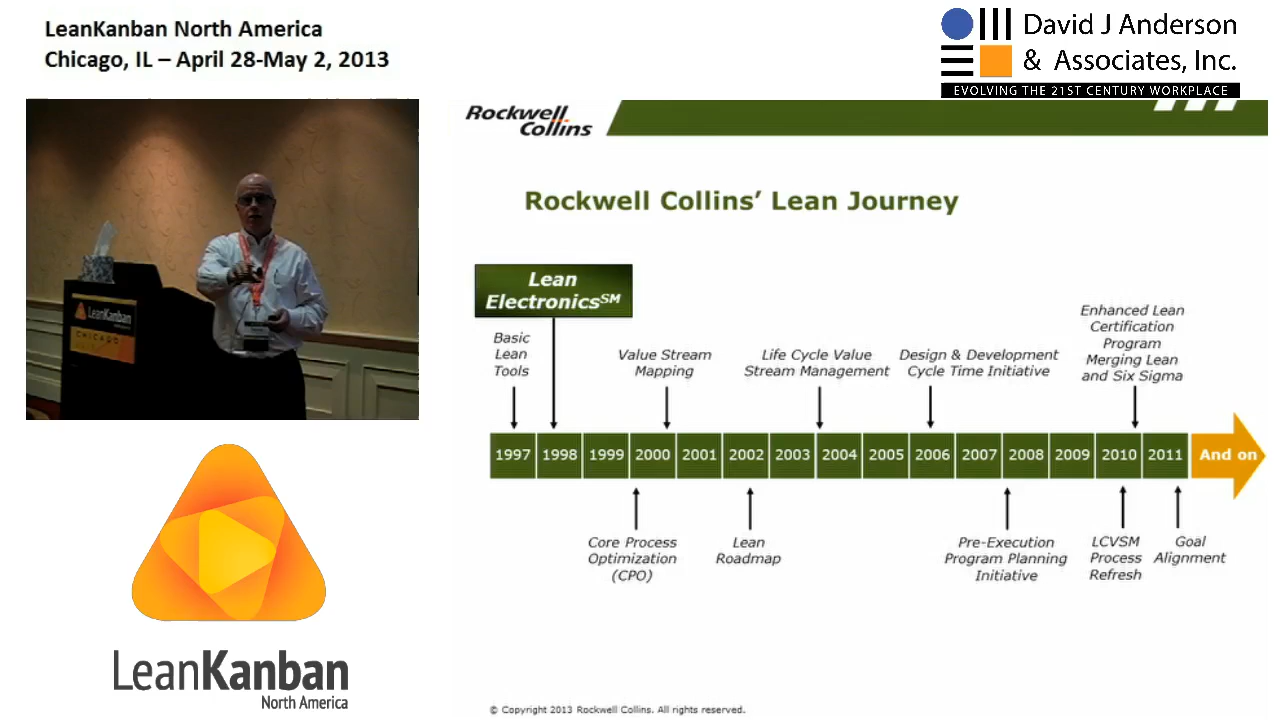 LeanKanban North America
Chicago, IL – April 28-May 2, 2013
David J Anderson
& Associates, Inc.
EVOLVING THE 21ST CENTURY WORKPLACE
Rockwell
Collins
Rockwell Collins’ Lean Journey
Lean
Electronics℠
Basic
Lean
Tools
Value Stream
Mapping
Life Cycle Value
Stream Management
Design & Development
Cycle Time Initiative
Enhanced Lean
Certification
Program
Merging Lean
and Six Sigma
1997 1998 1999 2000 2001 2002 2003 2004 2005 2006 2007 2008 2009 2010 2011 And on
Core Process
Optimization
(CPO)
Lean
Roadmap
Pre-Execution
Program Planning
Initiative
LCVSM
Process
Refresh
Goal
Alignment
LeanKanban
CHICAGO
LeanKanban
North America
© Copyright 2013 Rockwell Collins. All rights reserved.